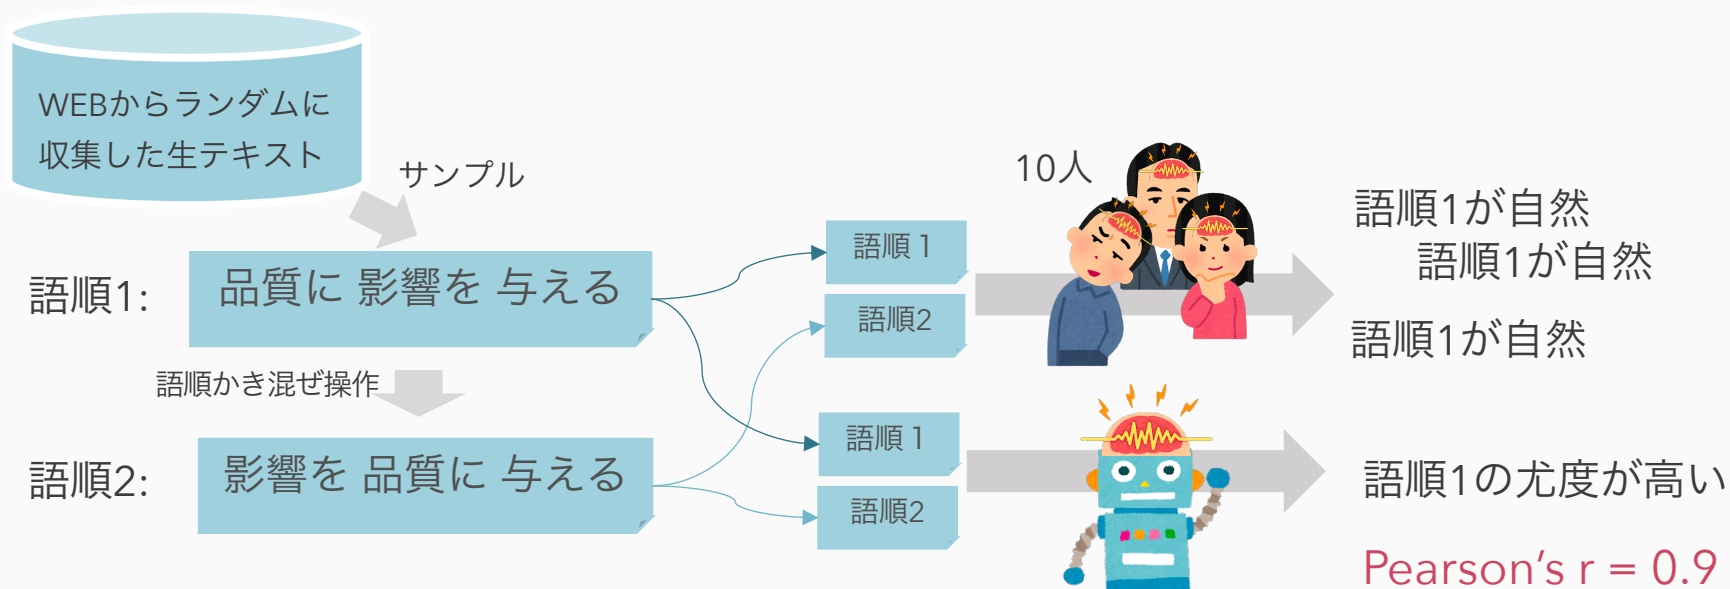 WEBからランダムに
収集した生テキスト
サンプル
語順1:
品質に 影響を 与える
語順かき混ぜ操作
語順2:
影響を 品質に 与える
語順 1
語順2
語順 1
語順2
10人
語順1が自然
語順1が自然
語順1が自然
語順1の尤度が高い
Pearson's r = 0.9